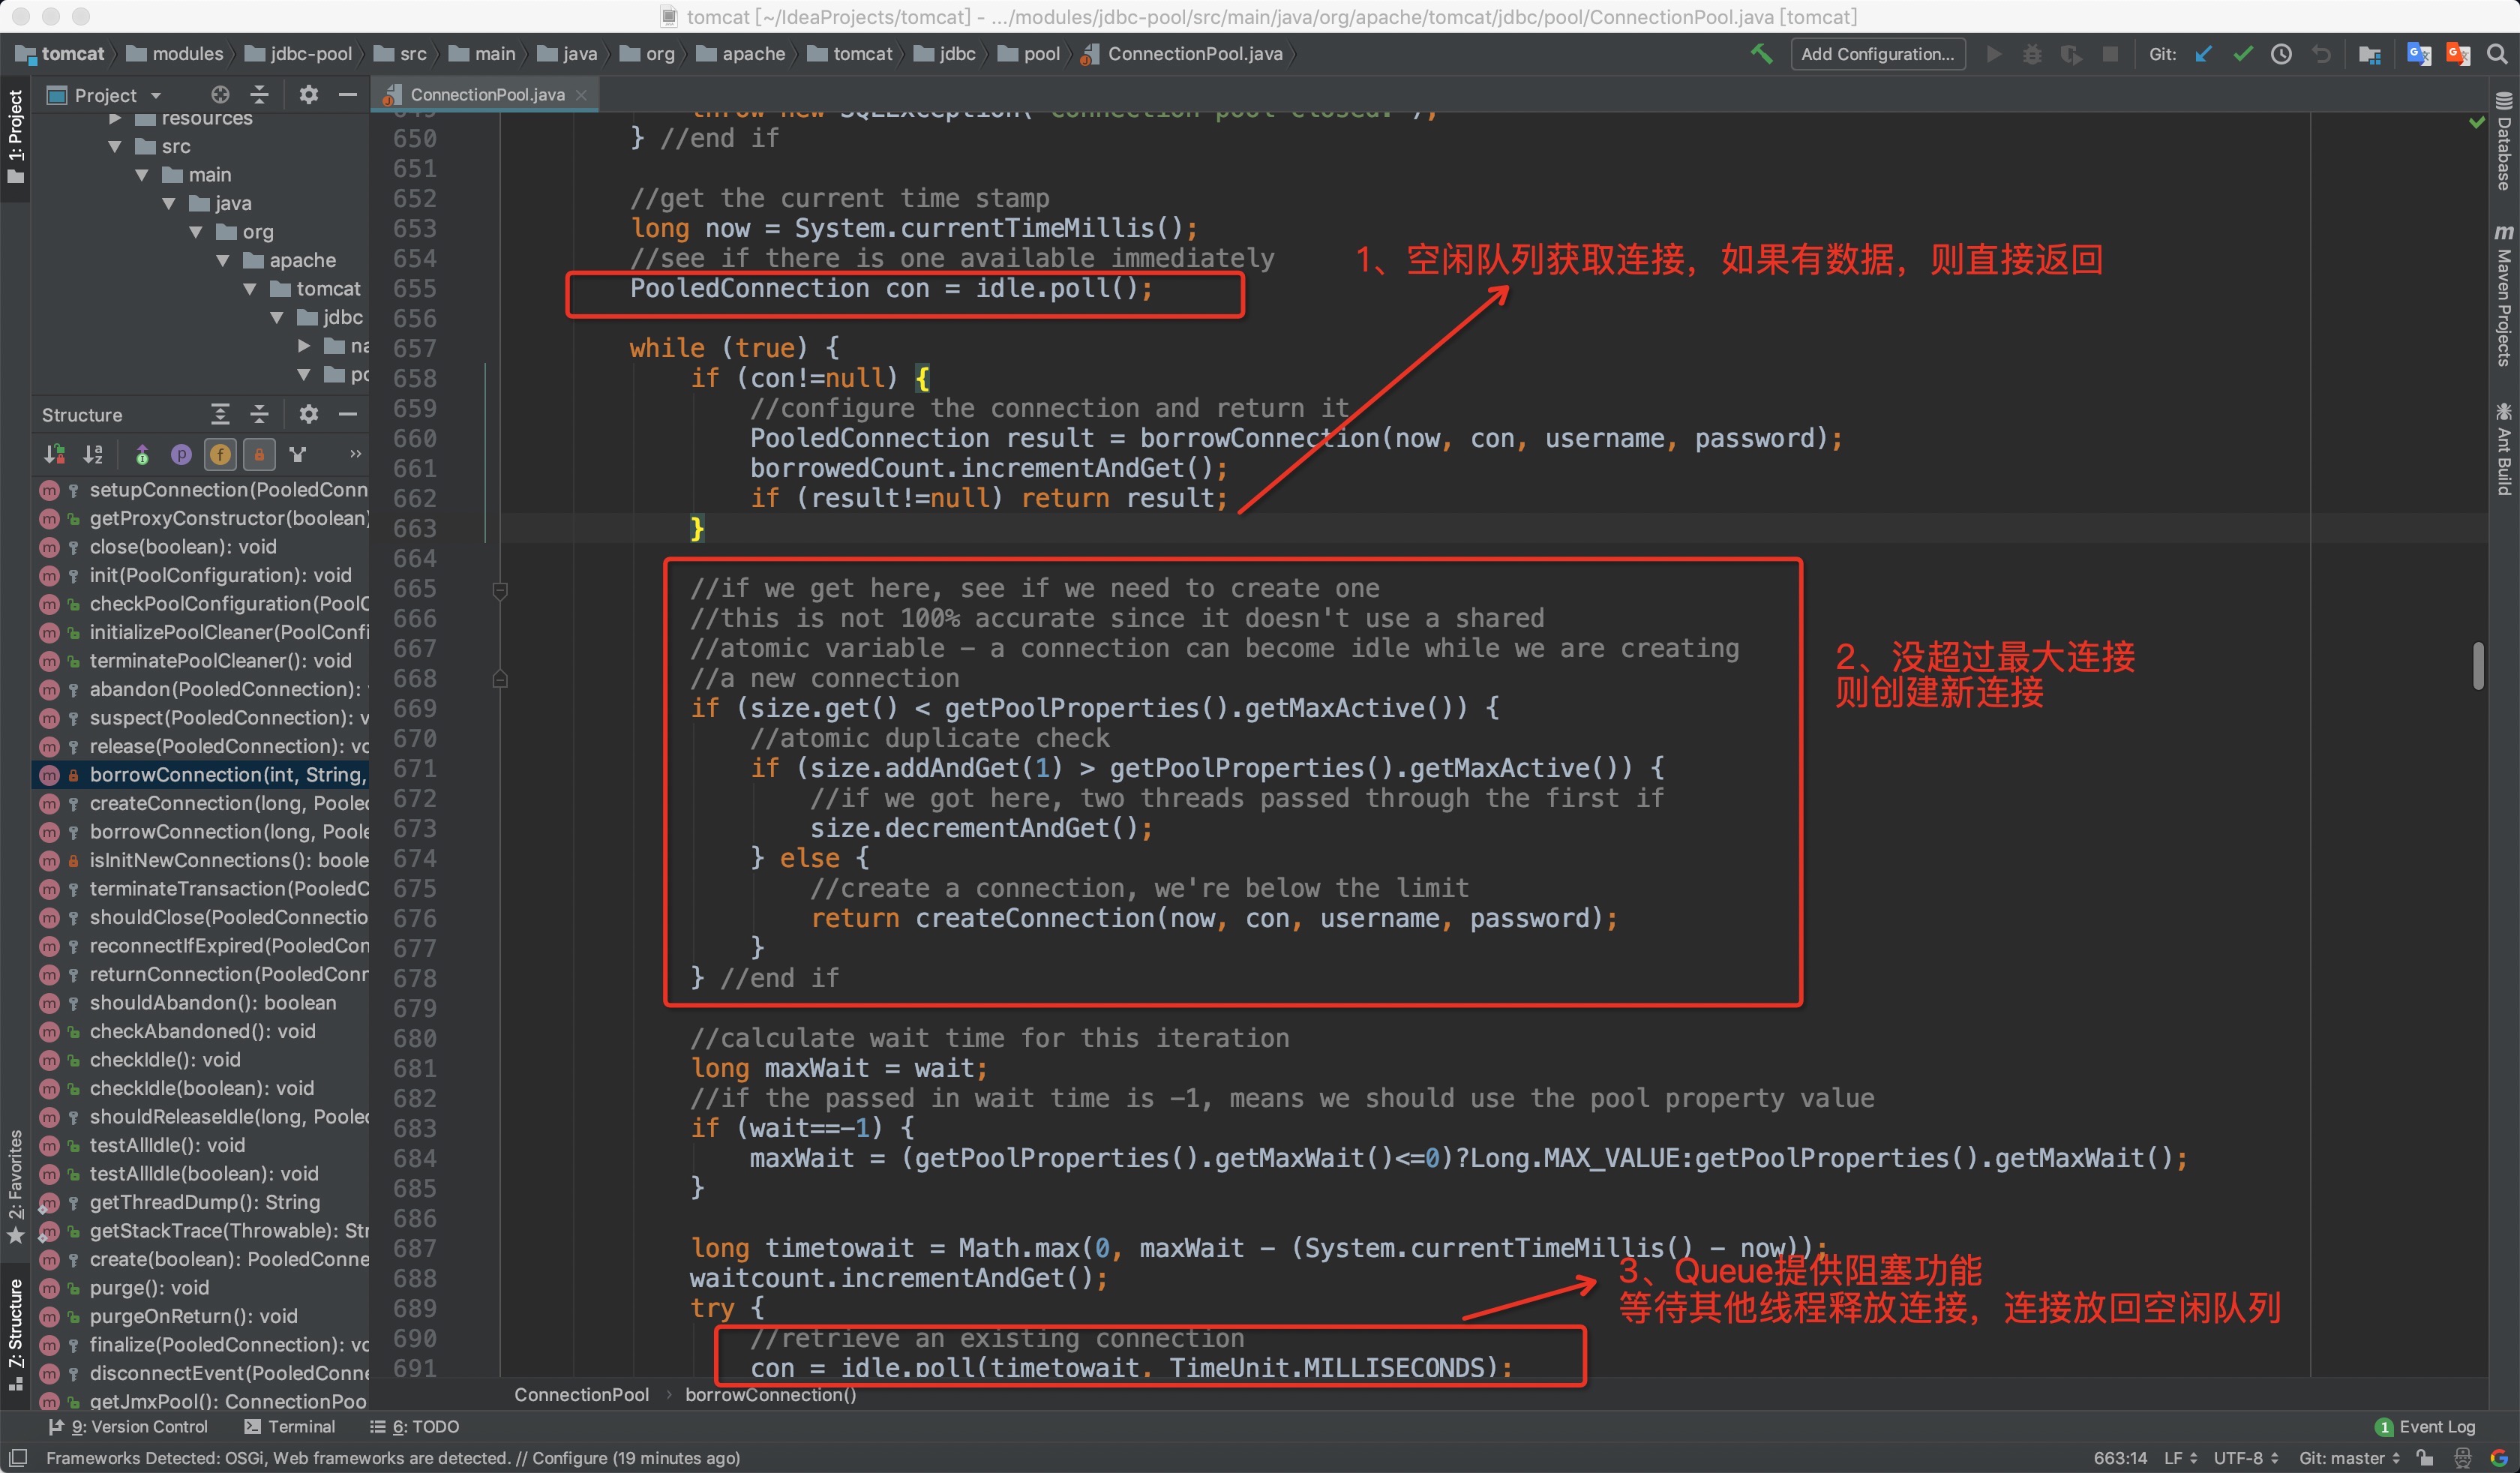 tomcat [~/IdeaProjects/tomcat] - .../modules/jdbc-pool/src/main/java/org/apache/tomcat/jdbc/pool/ConnectionPool.java [tomcat]
tomcat modules jdbc-pool src main java org apache tomcat jdbc pool ConnectionPool.java Add Configuration... Git:
1: Project
Project
resources
src
main
java
org
apache
tomcat
jdbc
na
po
Structure
setupConnection(PooledConn
getProxyConstructor(boolean)
close(boolean): void
init(PoolConfiguration): void
checkPoolConfiguration(PoolC
initializePoolCleaner(PoolConfi
terminatePoolCleaner(): void
abandon(PooledConnection):
suspect(PooledConnection): v
release(PooledConnection): vo
borrowConnection(int, String,
createConnection(long, Poole
borrowConnection(long, Poole
isInitNewConnections(): boole
terminateTransaction(PooledC
shouldClose(PooledConnectio
reconnectIfExpired(PooledCon
returnConnection(PooledConn
shouldAbandon(): boolean
checkAbandoned(): void
checkIdle(): void
checkIdle(boolean): void
shouldReleaseIdle(long, Poole
testAllIdle(): void
testAllIdle(boolean): void
getThreadDump(): String
getStackTrace(Throwable): Str
create(boolean): PooledConne
purge(): void
purgeOnReturn(): void
finalize(PooledConnection): vo
disconnectEvent(PooledConne
getJmxPool(): ConnectionPoo
2: Favorites
Z: Structure
ConnectionPool.java
throw new SQLException("Connection pool closed.");
650 } //end if
651
652 //get the current time stamp
653 long now = System.currentTimeMillis();
654 //see if there is one available immediately
655 PooledConnection con = idle.poll();
656
657 while (true) {
658 if (con!=null) {
659 //configure the connection and return it
660 PooledConnection result = borrowConnection(now, con, username, password);
661 borrowedCount.incrementAndGet();
662 if (result!=null) return result;
663 }
664
665 //if we get here, see if we need to create one
666 //this is not 100% accurate since it doesn't use a shared
667 //atomic variable - a connection can become idle while we are creating
668 //a new connection
669 if (size.get() < getPoolProperties().getMaxActive()) {
670 //atomic duplicate check
671 if (size.addAndGet(1) > getPoolProperties().getMaxActive()) {
672 //if we got here, two threads passed through the first if
673 size.decrementAndGet();
674 } else {
675 //create a connection, we're below the limit
676 return createConnection(now, con, username, password);
677 }
678 } //end if
679
680 //calculate wait time for this iteration
681 long maxWait = wait;
682 //if the passed in wait time is -1, means we should use the pool property value
683 if (wait==-1) {
684 maxWait = (getPoolProperties().getMaxWait()<=0)?Long.MAX_VALUE:getPoolProperties().getMaxWait();
685 }
686
687 long timetowait = Math.max(0, maxWait - (System.currentTimeMillis() - now));
688 waitcount.incrementAndGet();
689 try {
690 //retrieve an existing connection
691 con = idle.poll(timetowait, TimeUnit.MILLISECONDS);
1、空闲队列获取连接，如果有数据，则直接返回
2、没超过最大连接
则创建新连接
3、Queue提供阻塞功能
等待其他线程释放连接，连接放回空闲队列
ConnectionPool borrowConnection()
Database
Maven Projects
Ant Build
9: Version Control Terminal 6: TODO 1 Event Log
Frameworks Detected: OSGi, Web frameworks are detected. // Configure (19 minutes ago) 663:14 LF UTF-8 Git: master